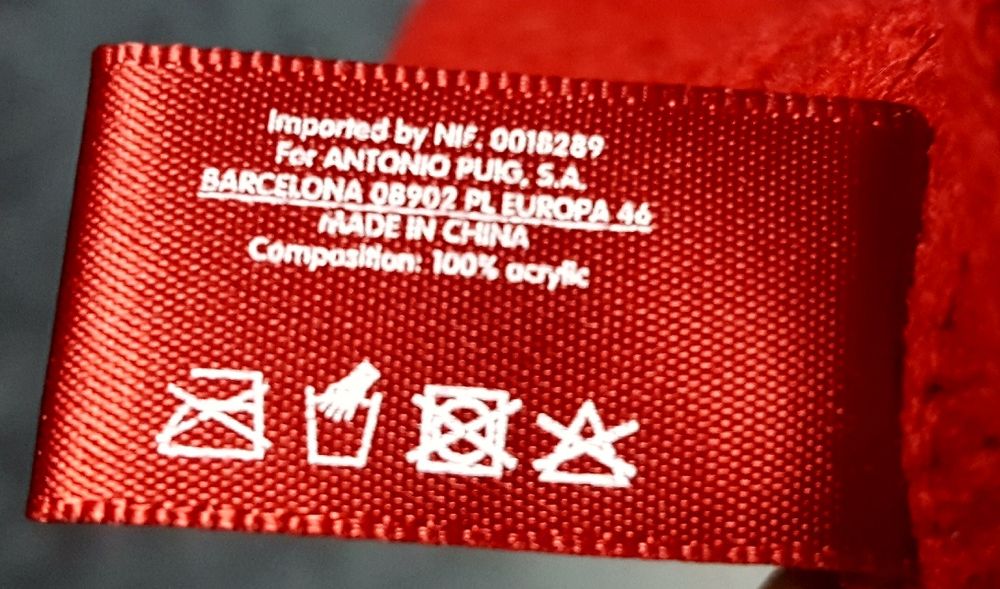 Imported by NIF. 0018289
For ANTONIO PUIG, S.A.
BARCELONA 08902 PL EUROPA 46
MADE IN CHINA
Composition: 100% acrylic